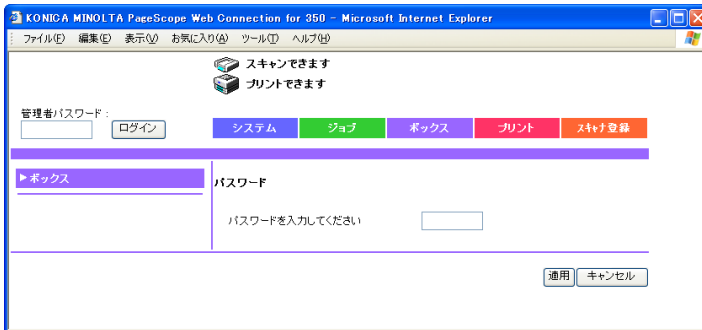 KONICA MINOLTA PageScope Web Connection for 350 - Microsoft Internet Explorer
ファイル(F) 編集(E) 表示(V) お気に入り(A) ツール(T) ヘルプ(H)
スキャンできます
プリントできます
管理者パスワード:
ログイン
システム ジョブ ボックス プリント スキャナ登録
▶ボックス
パスワード
パスワードを入力してください
適用 キャンセル